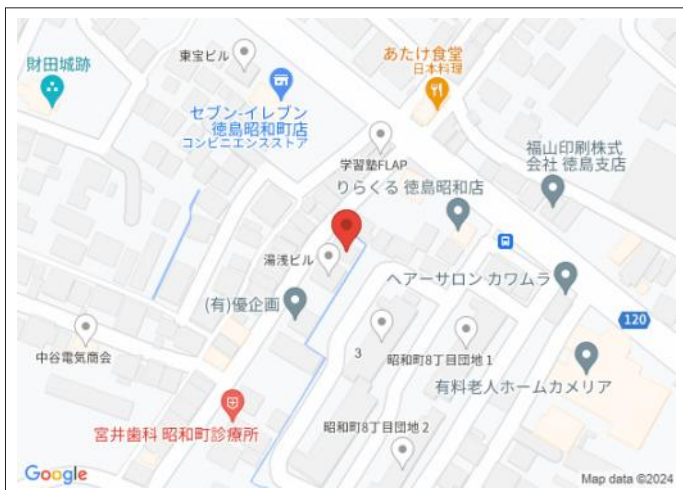 東宝ビル
あたけ食堂
日本料理
財田城跡
セブン-イレブン
徳島昭和町店
コンビニエンスストア
学習塾FLAP
福山印刷株式
会社 徳島支店
りらくる 徳島昭和店
湯浅ビル
ヘアーサロン カワムラ
(有)優企画
120
中谷電気商会
3
昭和町8丁目団地 1
有料老人ホームカメリア
宮井歯科 昭和町診療所
昭和町8丁目団地 2
Google
Map data ©2024